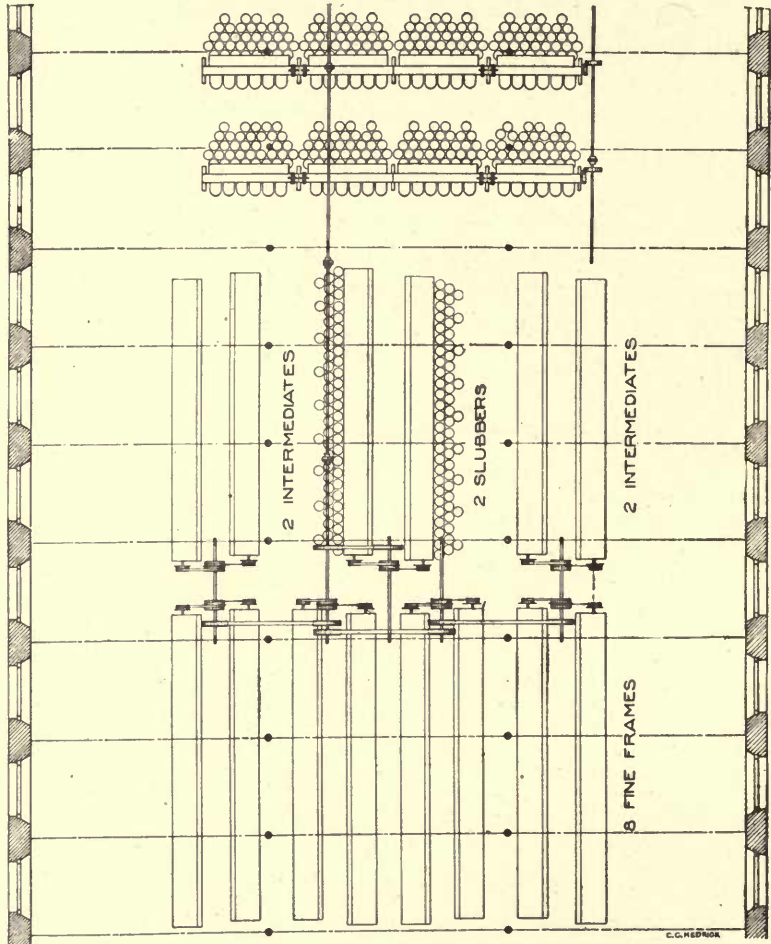 2 INTERMEDIATES
2 SLUBBERS
2 INTERMEDIATES
8 FINE FRAMES
C.C. HEDRICK